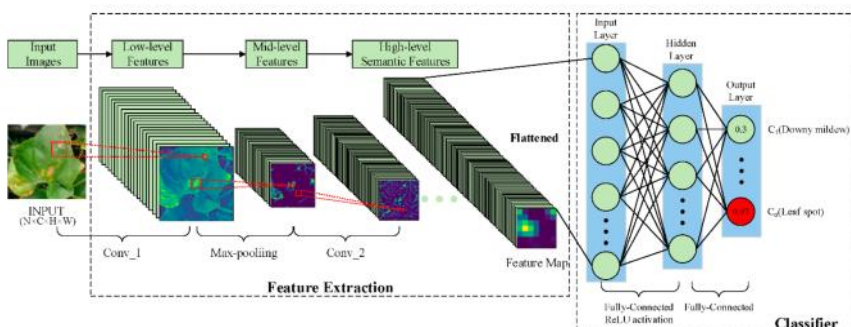 Input
Images
Low-level
Features
Mid-level
Features
High-level
Semantic Features
INPUT
(N×C×H×W)
Conv_1
Max-pooliing
Conv_2
Flattened
Feature Map
Feature Extraction
Input
Layer
Hidden
Layer
Output
Layer
0.3
C₁(Downy mildew)
(Leaf spot)
Fully-Connected
ReLU activation
Fully-Connected
Classifier